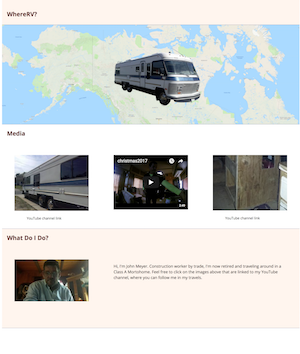 WhereRV?
Media
christmas2017
YouTube channel link
YouTube channel link
What Do I Do?
Hi, I'm John Meyer. Construction worker by trade, I'm now retired and traveling around in a
Class A Motorhome. Feel free to click on the images above that are linked to my YouTube
channel, where you can follow me in my travels.